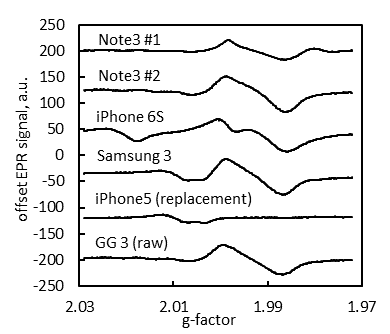 250
200
150
100
50
0
-50
-100
-150
-200
-250
offset EPR signal, a.u.
Note3 #1
Note3 #2
iPhone 6S
Samsung 3
iPhone5 (replacement)
GG 3 (raw)
2.03 2.01 1.99 1.97
g-factor